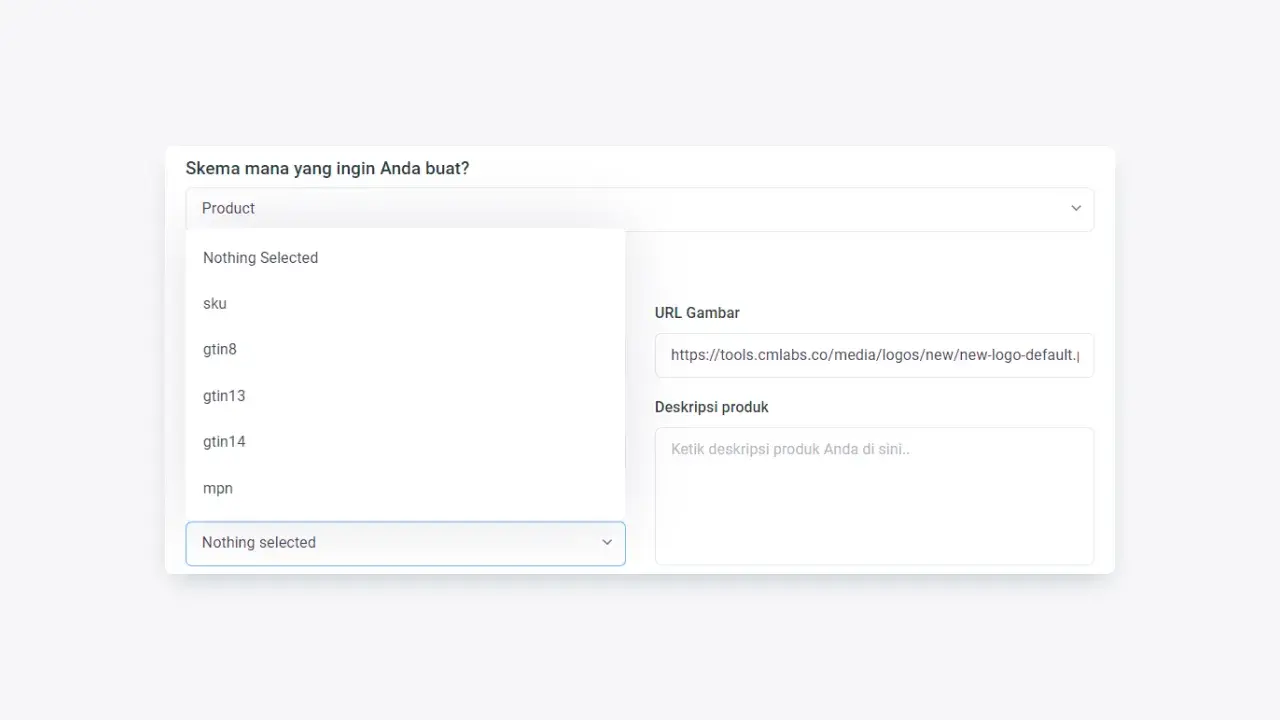 Skema mana yang ingin Anda buat?
Product
Nothing Selected
sku
gtin8
gtin13
gtin14
mpn
Nothing selected
URL Gambar
https://tools.cmlabs.co/media/logos/new/new-logo-default.p
Deskripsi produk
Ketik deskripsi produk Anda di sini..